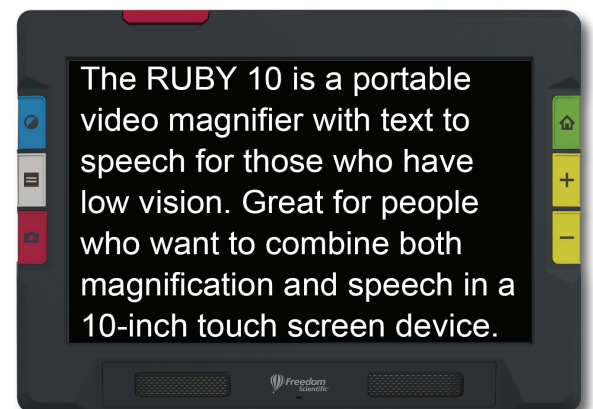 The RUBY 10 is a portable
video magnifier with text to
speech for those who have
low vision. Great for people
who want to combine both
magnification and speech in a
10-inch touch screen device.
Freedom
Scientific